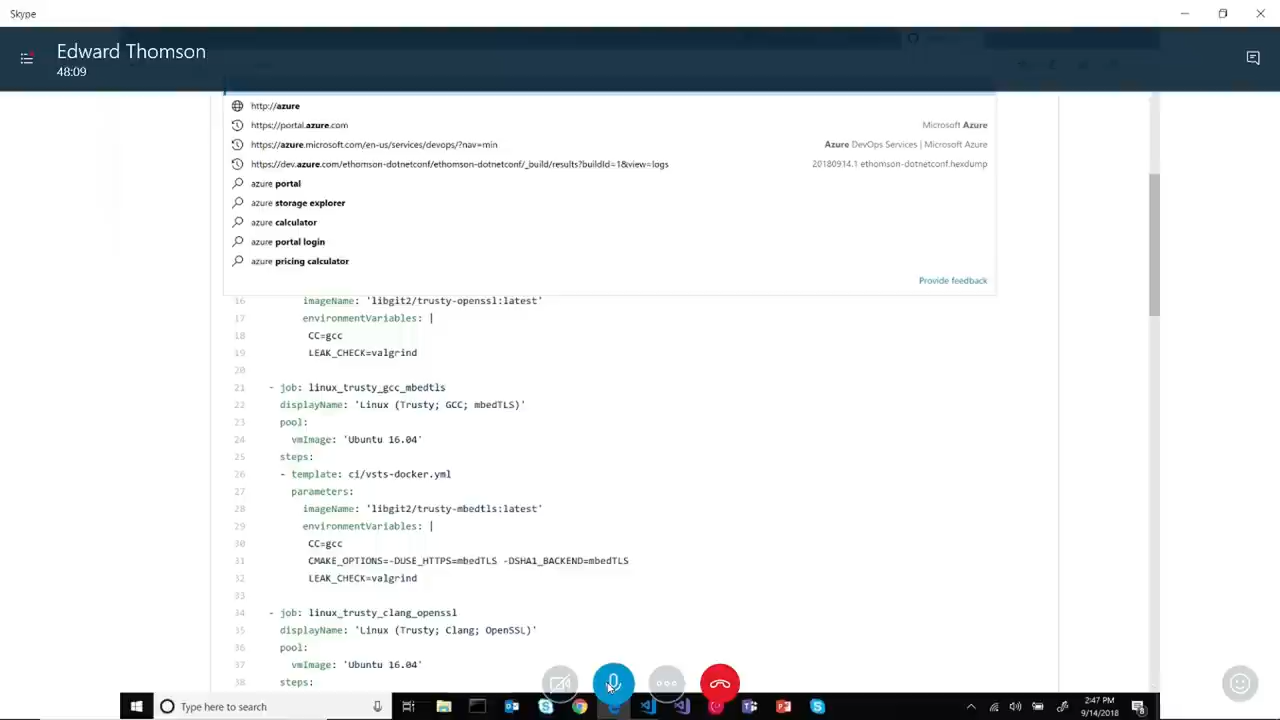 Skype
Edward Thomson
48:09
http://azure
https://portal.azure.com Microsoft Azure
https://azure.microsoft.com/en-us/services/devops/?nav=min Azure DevOps Services | Microsoft Azure
https://dev.azure.com/ethomson-dotnetconf/ethomson-dotnetconf/_build/results?buildId=1&view=logs 20180914.1 ethomson-dotnetconf.hexdump
azure portal
azure storage explorer
azure calculator
azure portal login
azure pricing calculator
Provide feedback
16 imageName: 'libgit2/trusty-openssl:latest'
17 environmentVariables: |
18 CC=gcc
19 LEAK_CHECK=valgrind
20
21 - job: linux_trusty_gcc_mbedtls
22 displayName: 'Linux (Trusty; GCC; mbedTLS)'
23 pool:
24 vmImage: 'Ubuntu 16.04'
25 steps:
26 - template: ci/vsts-docker.yml
27 parameters:
28 imageName: 'libgit2/trusty-mbedtls:latest'
29 environmentVariables: |
30 CC=gcc
31 CMAKE_OPTIONS=-DUSE_HTTPS=mbedTLS -DSHA1_BACKEND=mbedTLS
32 LEAK_CHECK=valgrind
33
34 - job: linux_trusty_clang_openssl
35 displayName: 'Linux (Trusty; Clang; OpenSSL)'
36 pool:
37 vmImage: 'Ubuntu 16.04'
38 steps:
Type here to search
2:47 PM
9/14/2018